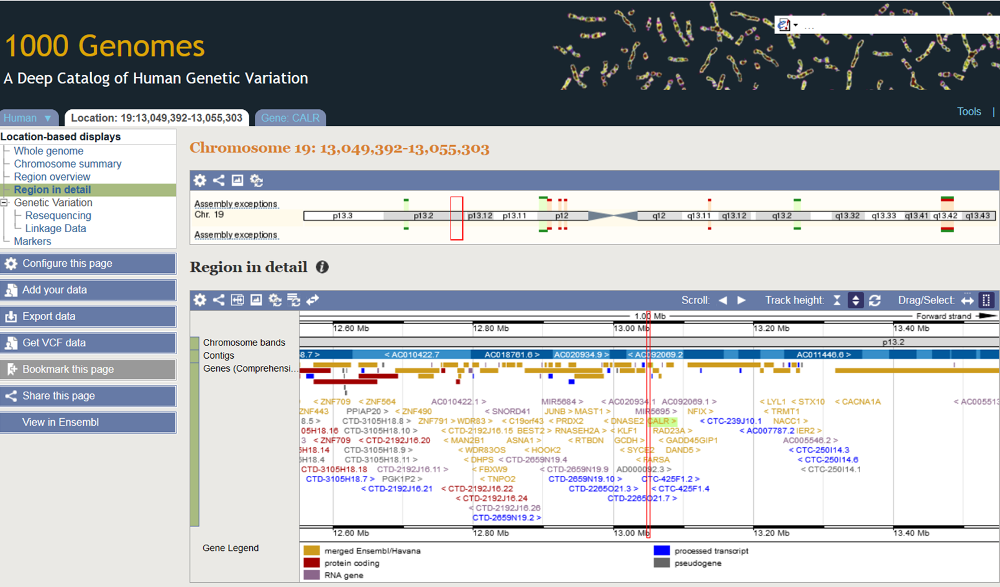 1000 Genomes
A Deep Catalog of Human Genetic Variation
...
Human ▼
Location: 19:13,049,392-13,055,303
Gene: CALR
Tools |
Location-based displays
Whole genome
Chromosome summary
Region overview
Region in detail
Genetic Variation
Resequencing
Linkage Data
Markers
Configure this page
Add your data
Export data
Get VCF data
Bookmark this page
Share this page
View in Ensembl
Chromosome 19: 13,049,392-13,055,303
Assembly exceptions
Chr. 19
p13.3 p13.2 p13.12 p13.11 p12 q12 q13.11 q13.12 q13.2 q13.32 q13.33 q13.41 q13.42 q13.43
Assembly exceptions
Region in detail
Scroll: Track height: Drag/Select:
1.00 Mb Forward strand
12.60 Mb 12.80 Mb 13.00 Mb 13.20 Mb 13.40 Mb
Chromosome bands p13.2
Contigs 8.7 > < AC010422.7 AC018761.6 > AC020934.9 > < AC092069.2 AC011446.6 >
Genes (Comprehensi...
< ZNF709 < ZNF564 AC010422.1 > MIR5684 > < AC020934.1 AC092069.1 > < LYL1 < STX10 < CACNA1A < AC005513
ZNF443 PPIAP20 > < ZNF490 < SNORD41 JUNB > MAST1 > MIR5695 > NFIX > < TRMT1
8.5 > CTD-3105H18.8 > ZNF791 > WDR83 > < C19orf43 < PRDX2 < DNASE2 CALR > < CTC-239J10.1 NACC1 >
05H18.16 CTD-3105H18.10 > < CTD-2192J16.15 BEST2 > RNASEH2A > < KLF1 RAD23A > < AC007787.2 IER2 >
3 < ZNF709 < CTD-2192J16.20 < MAN2B1 ASNA1 > < RTBDN GCDH > < GADD45GIP1 AC005546.2 >
5H18.14 CTD-3105H18.9 > < WDR83OS < HOOK2 < SYCE2 DAND5 > < CTC-250I14.3
5H18.4 CTD-3105H18.11 > < DHPS < CTD-2659N19.4 < FARSA < CTC-250I14.6
CTD-3105H18.18 CTD-2192J16.11 > < FBXW9 < CTD-2659N19.9 AD000092.3 > < CTC-250I14.1
CTD-3105H18.7 > PGK1P2 > < TNPO2 CTD-2659N19.10 > CTC-425F1.2 >
< CTD-2192J16.21 < CTD-2192J16.22 CTD-2265O21.3 > < CTC-425F1.4
< CTD-2192J16.24 CTD-2265O21.7 >
< CTD-2192J16.26
CTD-2659N19.2 >
12.60 Mb 12.80 Mb 13.00 Mb 13.20 Mb 13.40 Mb
Gene Legend
merged Ensembl/Havana
protein coding
RNA gene
processed transcript
pseudogene